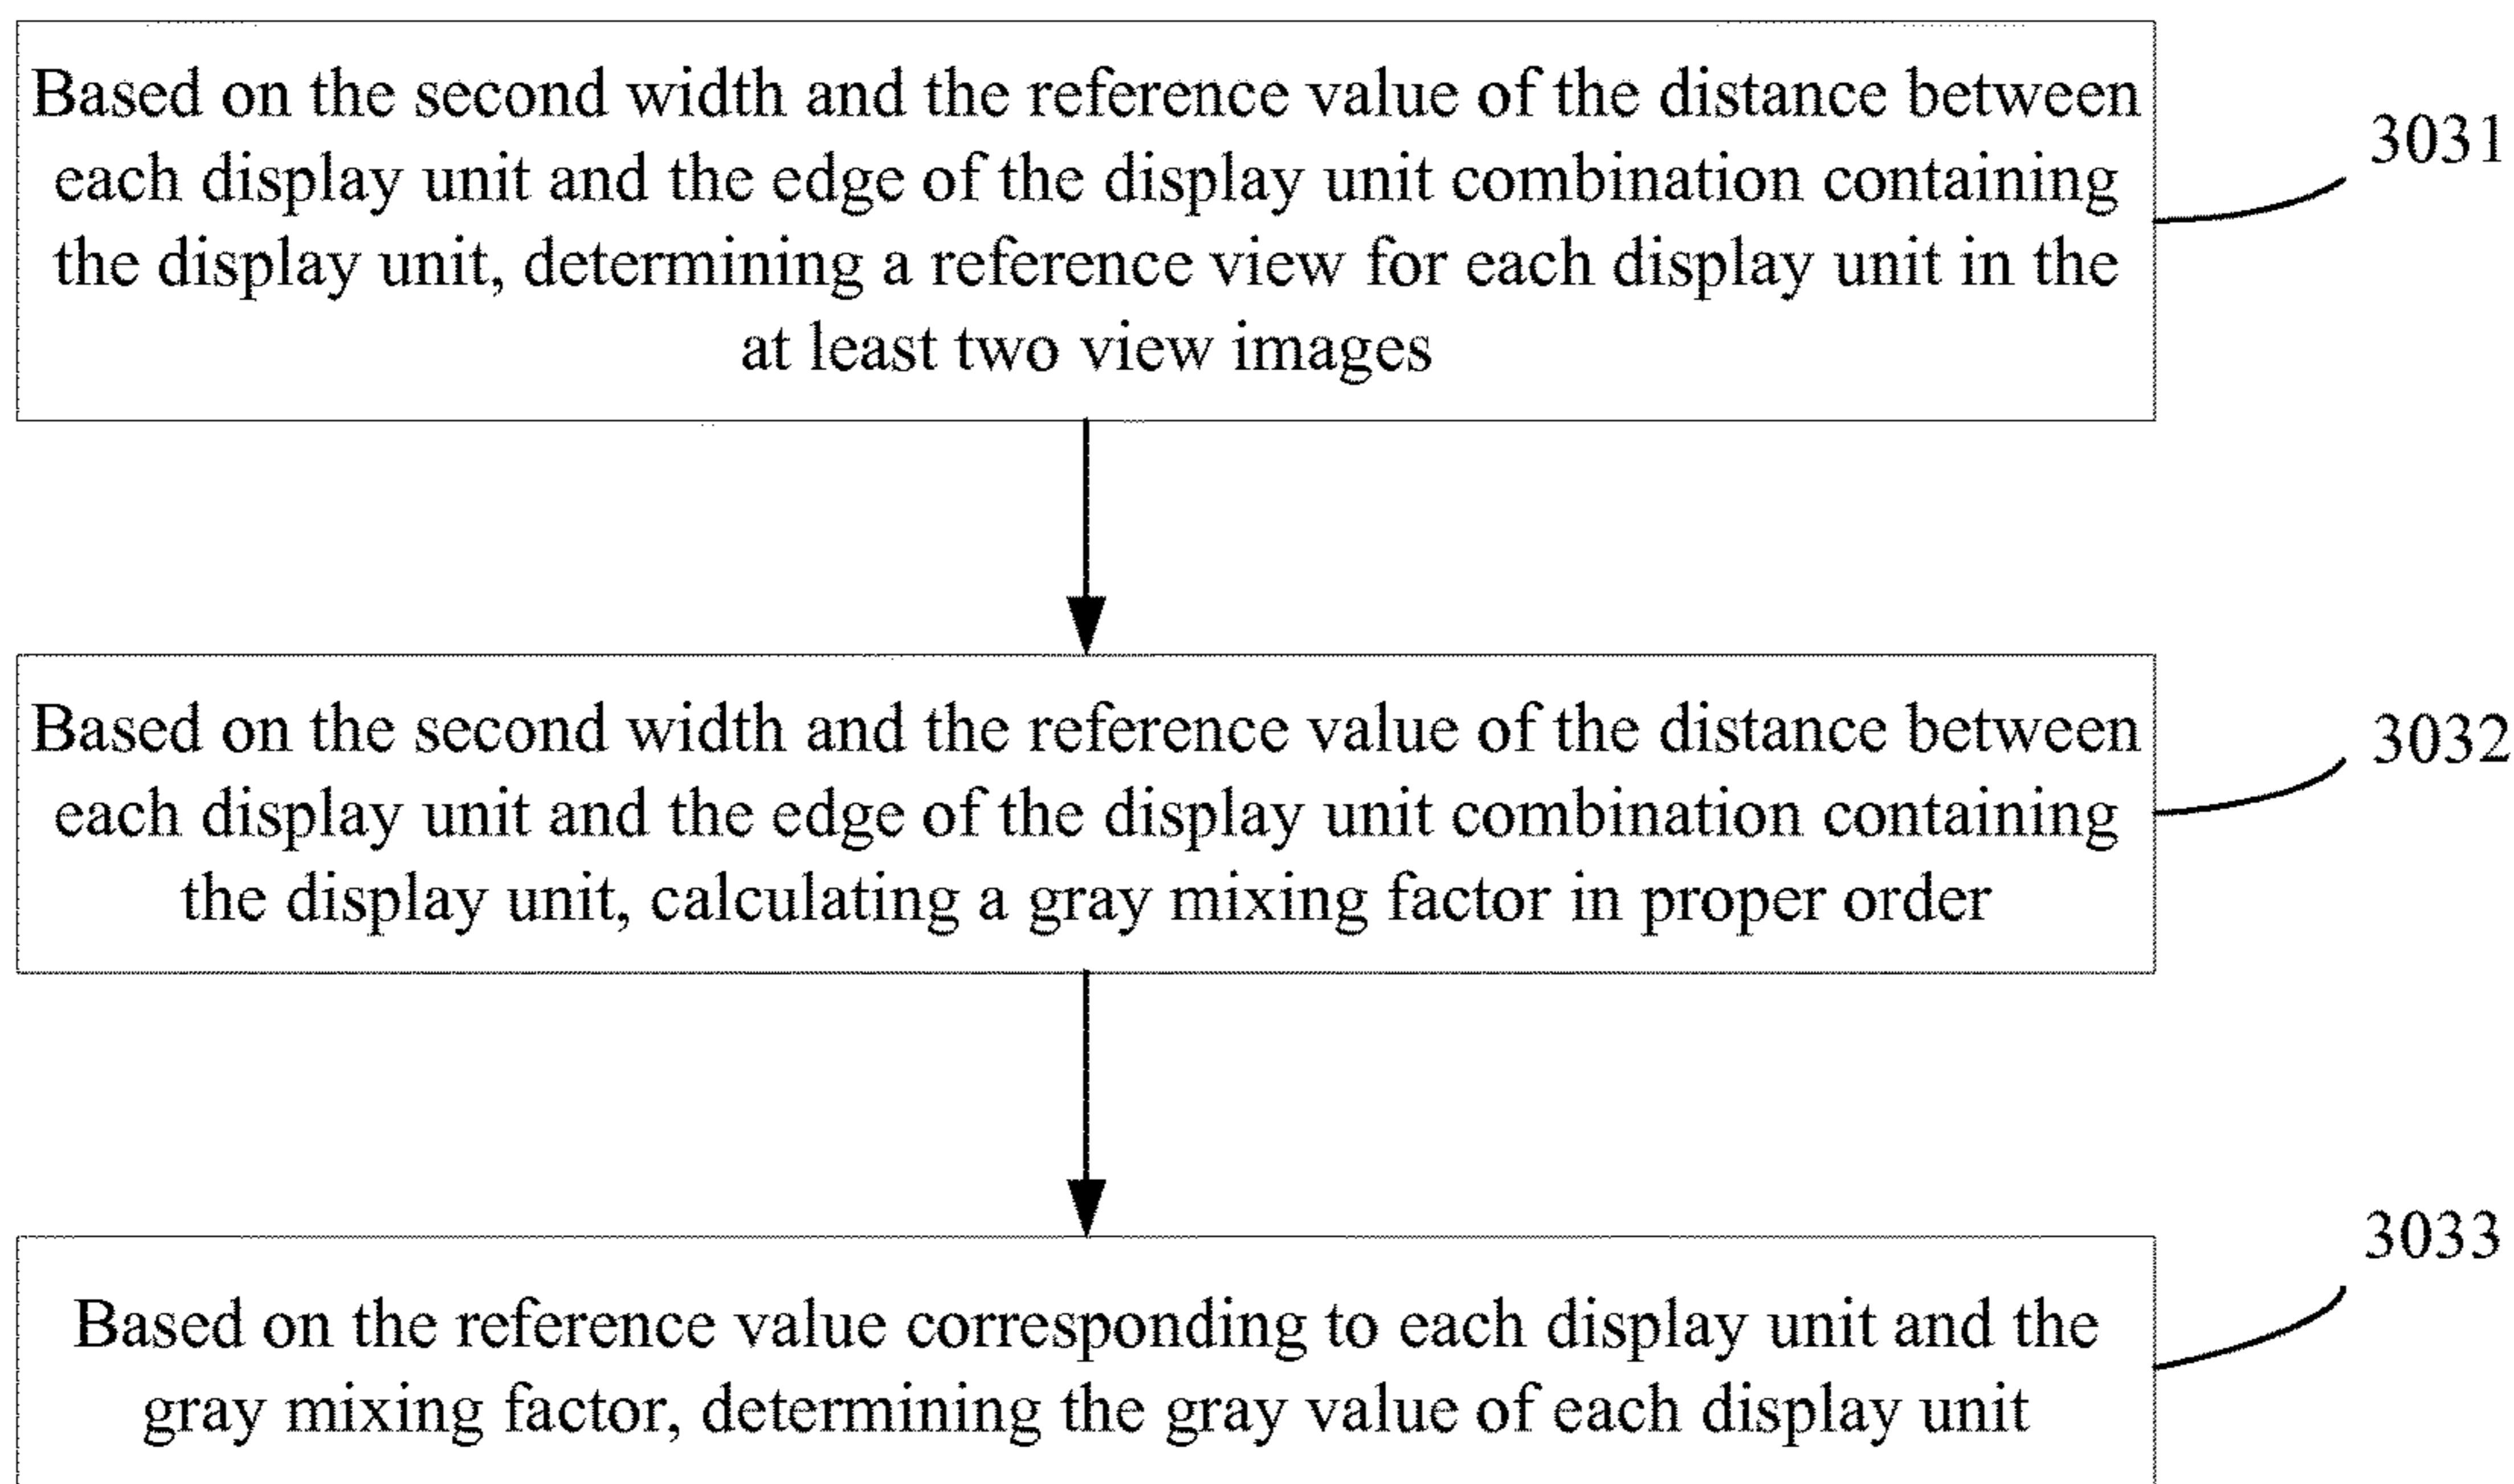 Based on the second width and the reference value of the distance between
each display unit and the edge of the display unit combination containing
the display unit, determining a reference view for each display unit in the
at least two view images
3031
Based on the second width and the reference value of the distance between
each display unit and the edge of the display unit combination containing
the display unit, calculating a gray mixing factor in proper order
3032
Based on the reference value corresponding to each display unit and the
gray mixing factor, determining the gray value of each display unit
3033